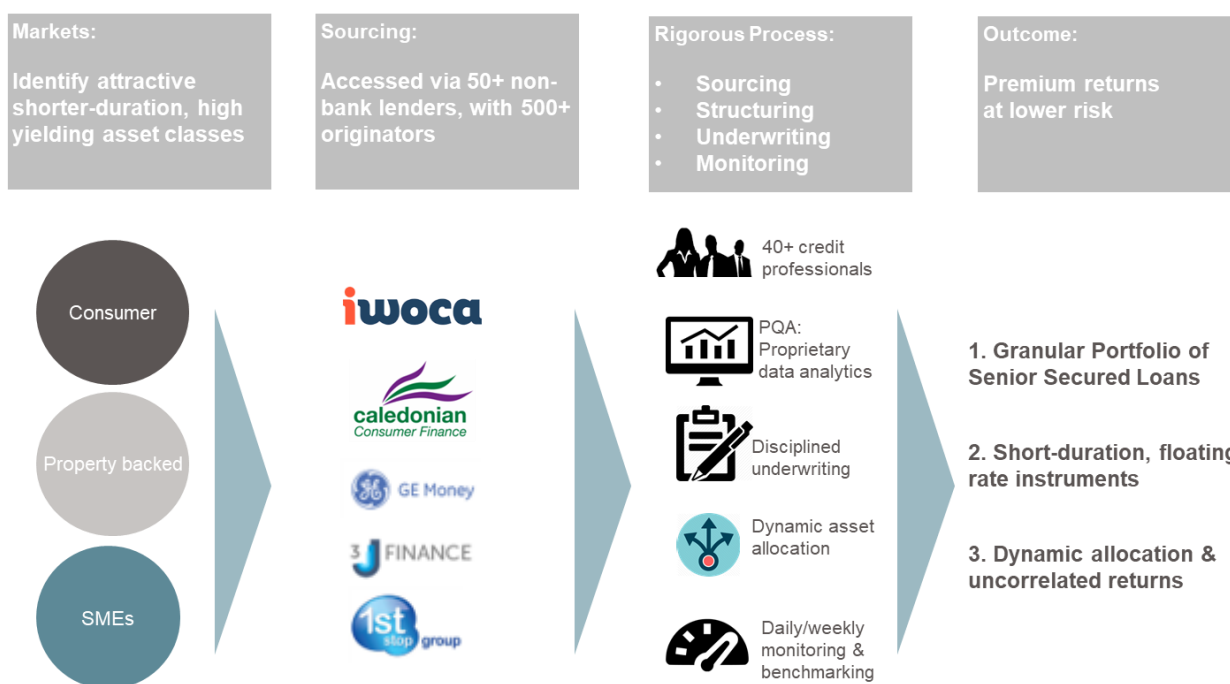 Markets:
Identify attractive
shorter-duration, high
yielding asset classes
Sourcing:
Accessed via 50+ non-
bank lenders, with 500+
originators
Rigorous Process:
• Sourcing
• Structuring
• Underwriting
• Monitoring
Outcome:
Premium returns
at lower risk
Consumer
Property backed
SMEs
iwoca
caledonian
Consumer Finance
GE GE Money
3J FINANCE
1st stop group
40+ credit
professionals
PQA:
Proprietary
data analytics
Disciplined
underwriting
Dynamic asset
allocation
Daily/weekly
monitoring &
benchmarking
1. Granular Portfolio of
Senior Secured Loans
2. Short-duration, floating
rate instruments
3. Dynamic allocation &
uncorrelated returns